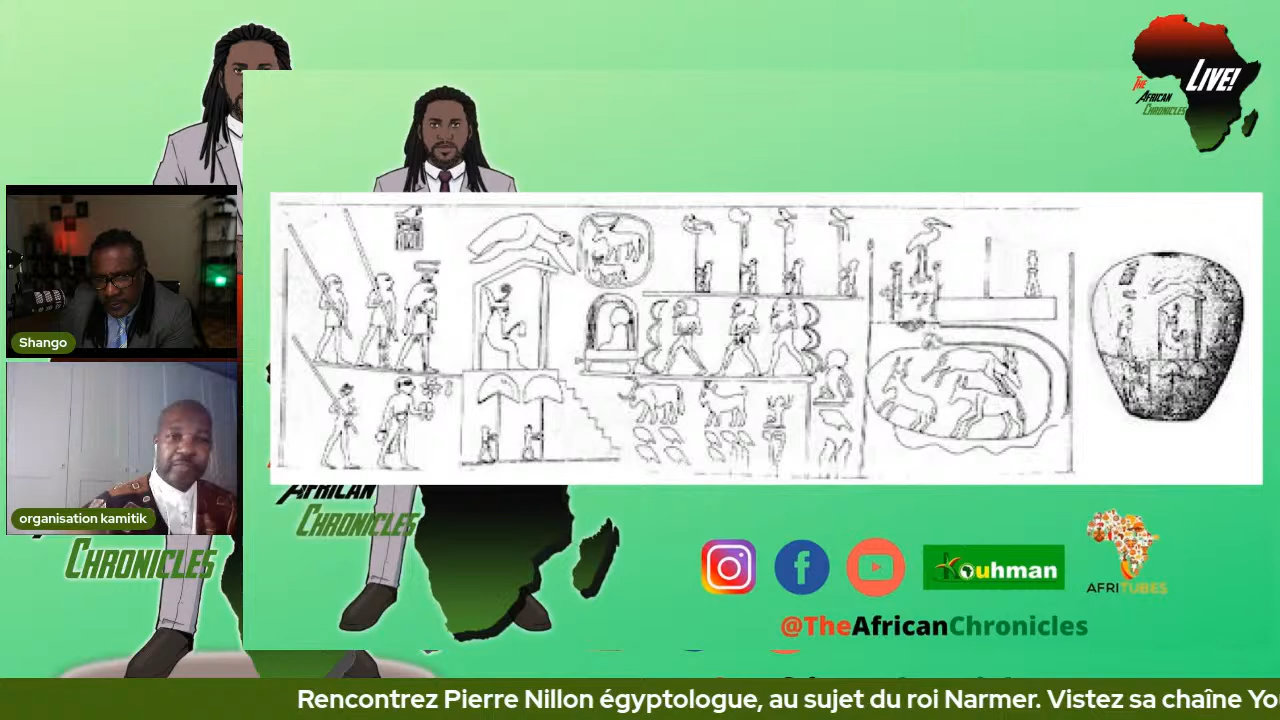 THE
AFRICAN
CHRONICLES
LIVE!
Shango
organisation kamitik
AFRICAN
CHRONICLES
CHRONICLES
Kouhman
AFRITUBES
@TheAfricanChronicles
Rencontrez Pierre Nillon égyptologue, au sujet du roi Narmer. Vistez sa chaîne Yo